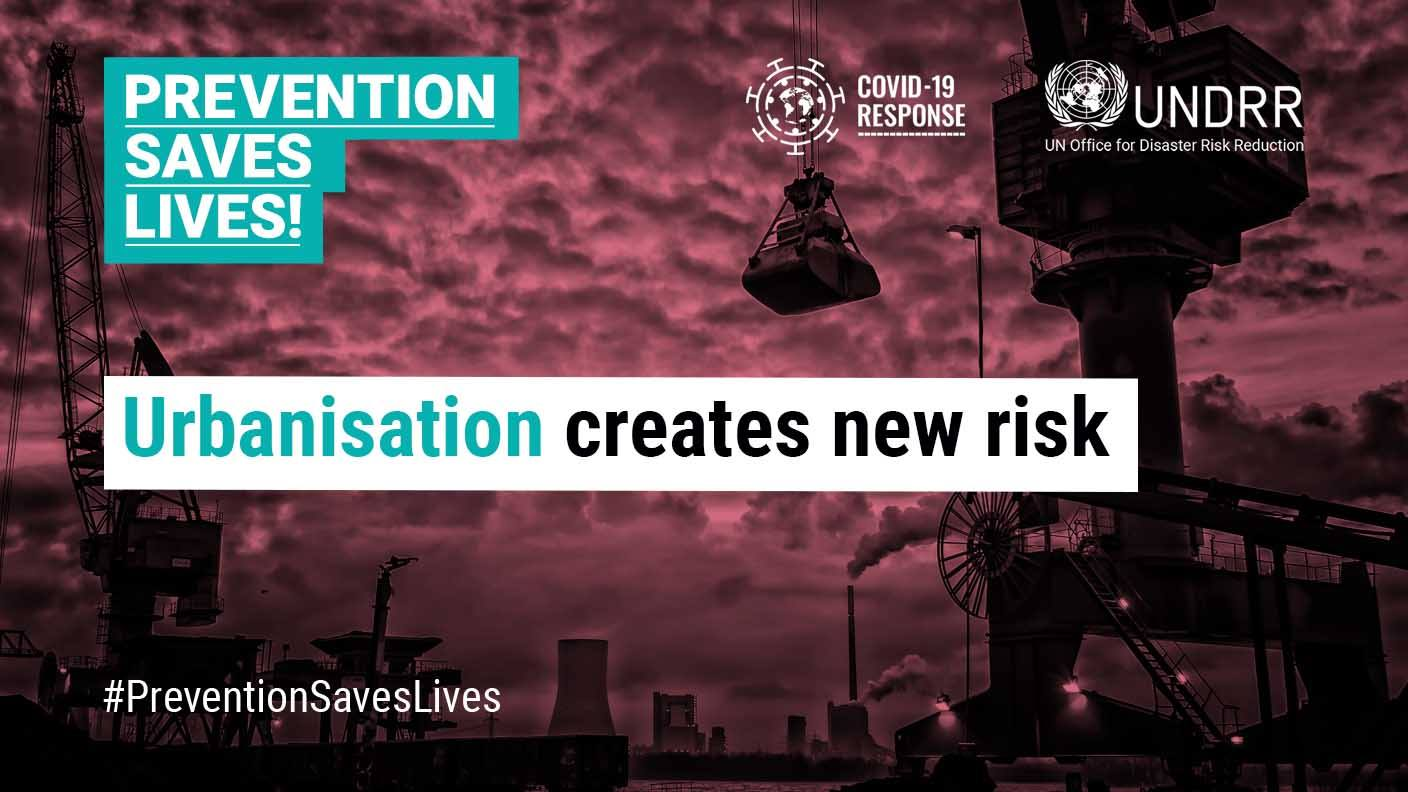 PREVENTION
SAVES
LIVES!
COVID-19
RESPONSE
UNDRR
UN Office for Disaster Risk Reduction
Urbanisation creates new risk
#PreventionSavesLives